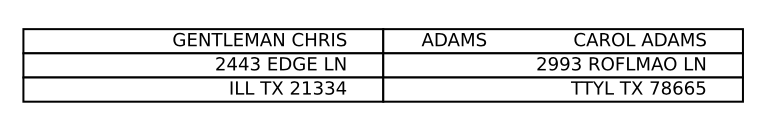 GENTLEMAN CHRIS ADAMS CAROL ADAMS
2443 EDGE LN 2993 ROFLMAO LN
ILL TX 21334 TTYL TX 78665